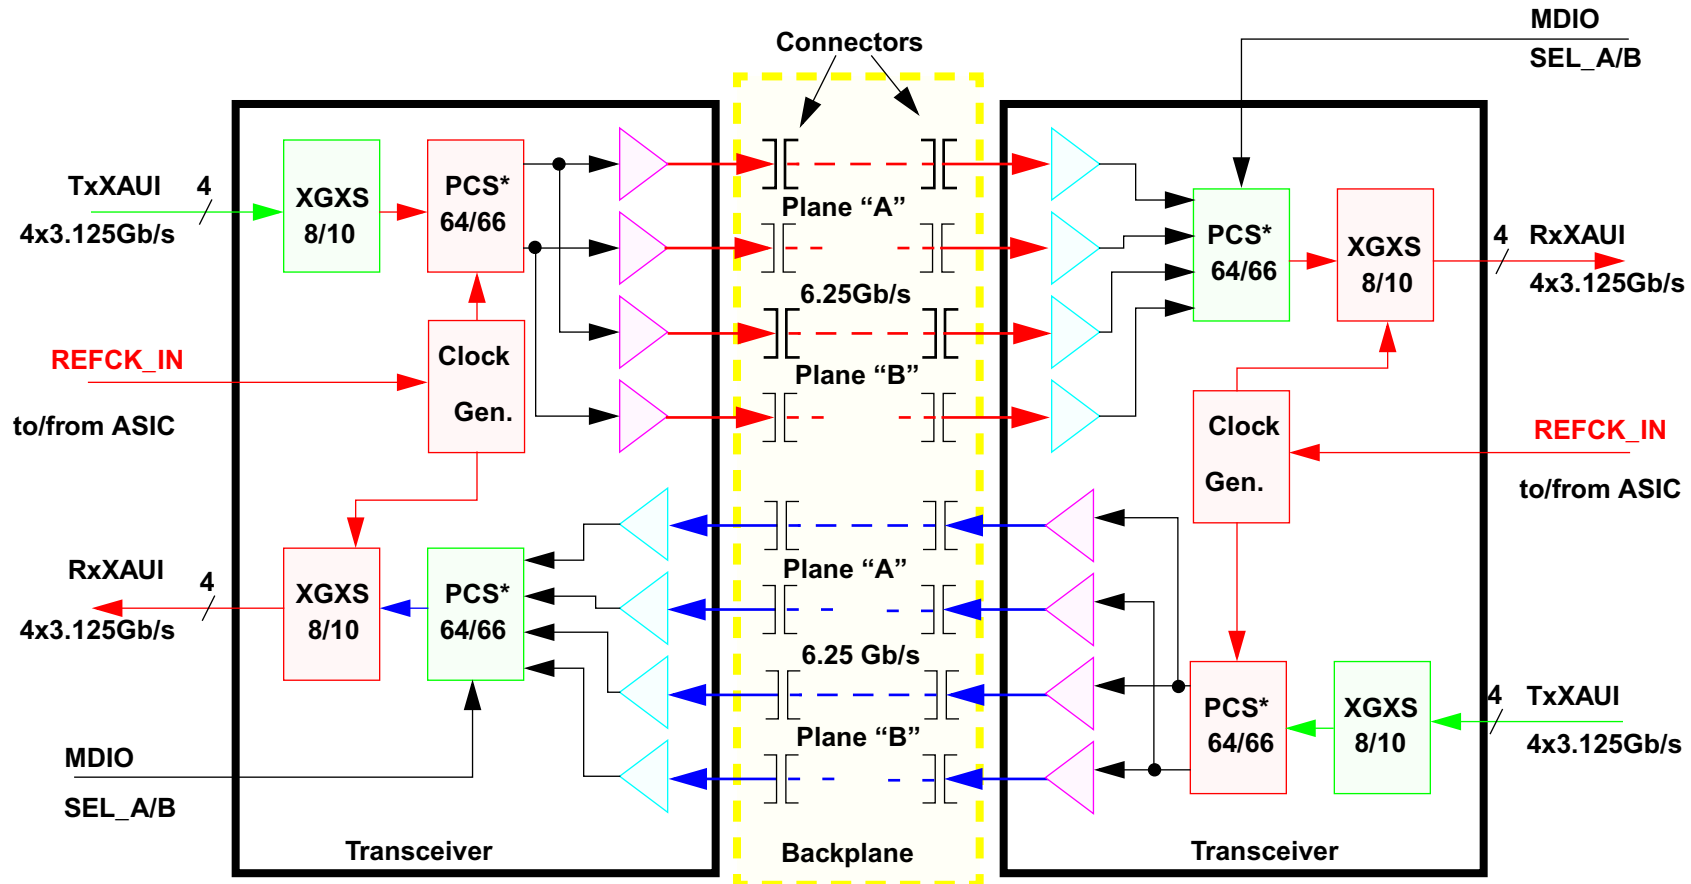 MDIO
SEL_A/B
Connectors
TxXAUI
4
4x3.125Gb/s
XGXS
8/10
PCS*
64/66
Plane “A”
6.25Gb/s
Plane “B”
PCS*
64/66
XGXS
8/10
4
RxXAUI
4x3.125Gb/s
REFCK_IN
to/from ASIC
Clock
Gen.
Clock
Gen.
REFCK_IN
to/from ASIC
RxXAUI
4
4x3.125Gb/s
XGXS
8/10
PCS*
64/66
Plane “A”
6.25 Gb/s
Plane “B”
PCS*
64/66
XGXS
8/10
4
TxXAUI
4x3.125Gb/s
MDIO
SEL_A/B
Transceiver
Backplane
Transceiver